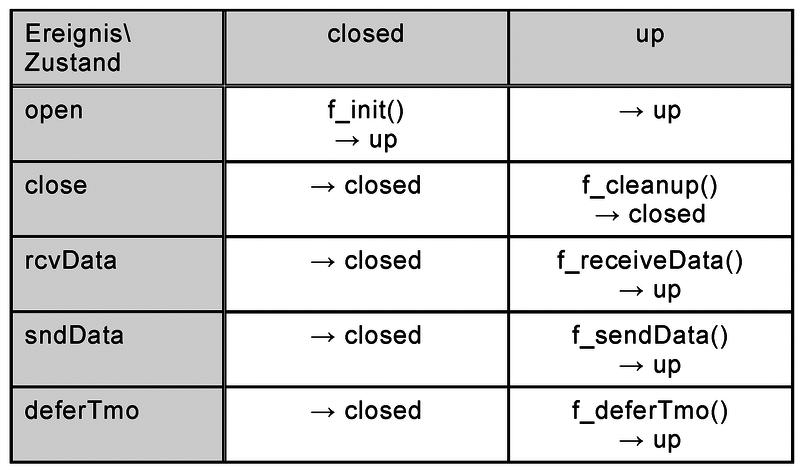 Ereignis\
Zustand
closed
up
open
f_init()
→ up
→ up
close
→ closed
f_cleanup()
→ closed
rcvData
→ closed
f_receiveData()
→ up
sndData
→ closed
f_sendData()
→ up
deferTmo
→ closed
f_deferTmo()
→ up